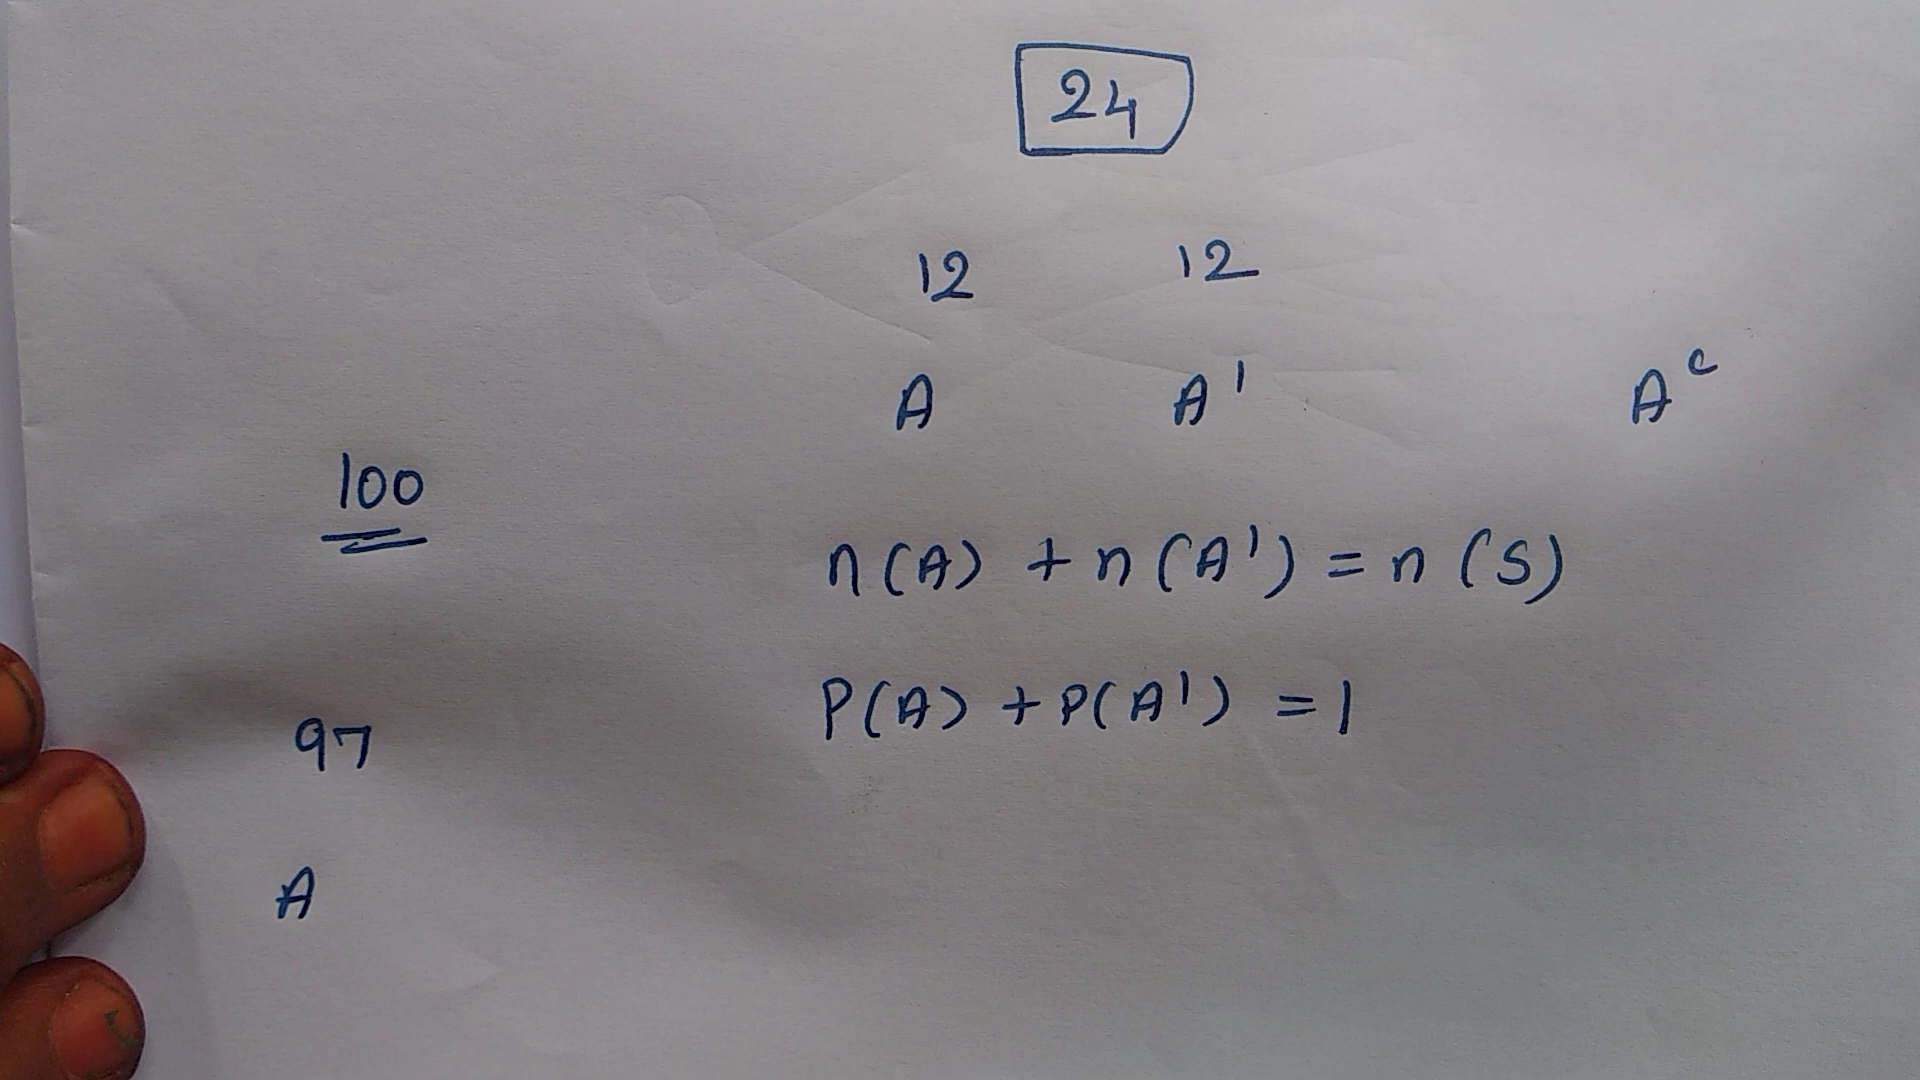 24
12 12
A A' A^c
100
n(A) + n(A') = n(S)
P(A) + P(A') = 1
97
A